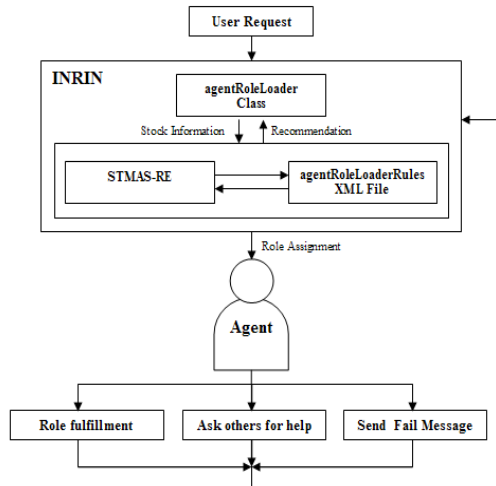 User Request
INRIN
agentRoleLoader
Class
Stock Information
Recommendation
STMAS-RE
agentRoleLoaderRules
XML File
Role Assignment
Agent
Role fulfillment
Ask others for help
Send Fail Message